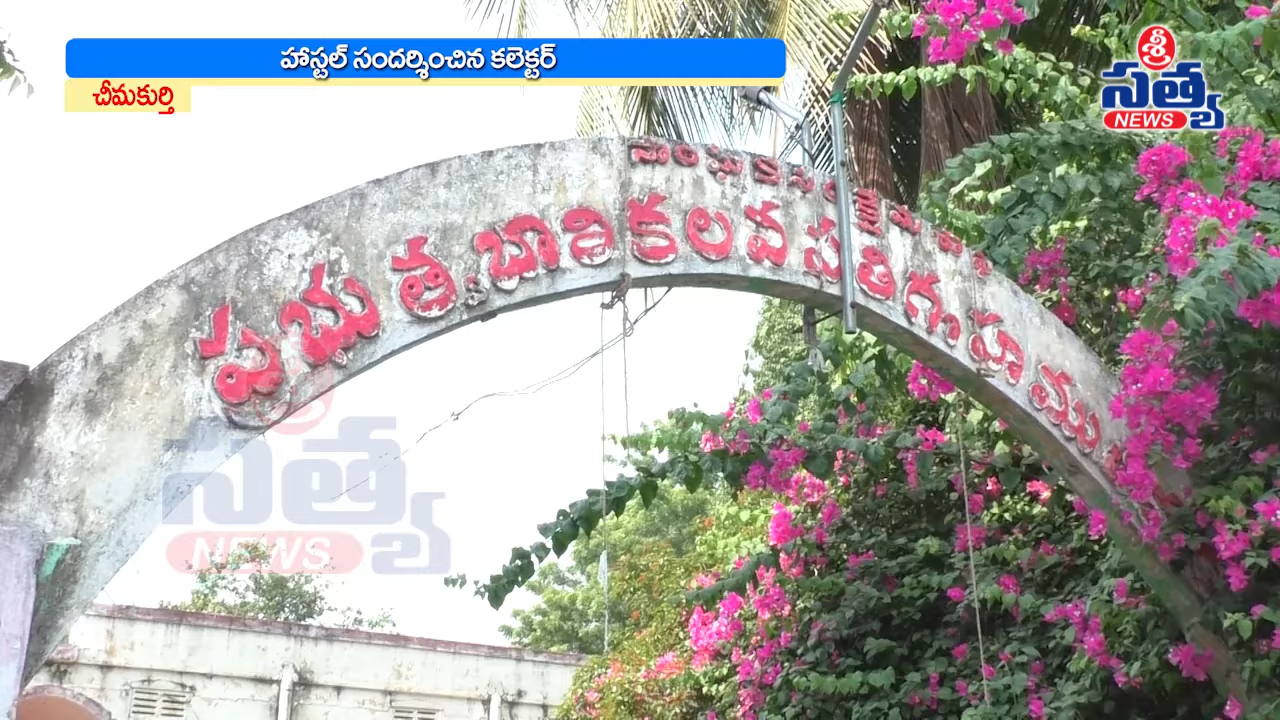 హాస్టల్ సందర్శించిన కలెక్టర్
చీమకుర్తి
శ్రీ
సత్య
NEWS
ప్రభుత్వ బాలికల వసతి గృహము
శ్రీ
సత్య
NEWS